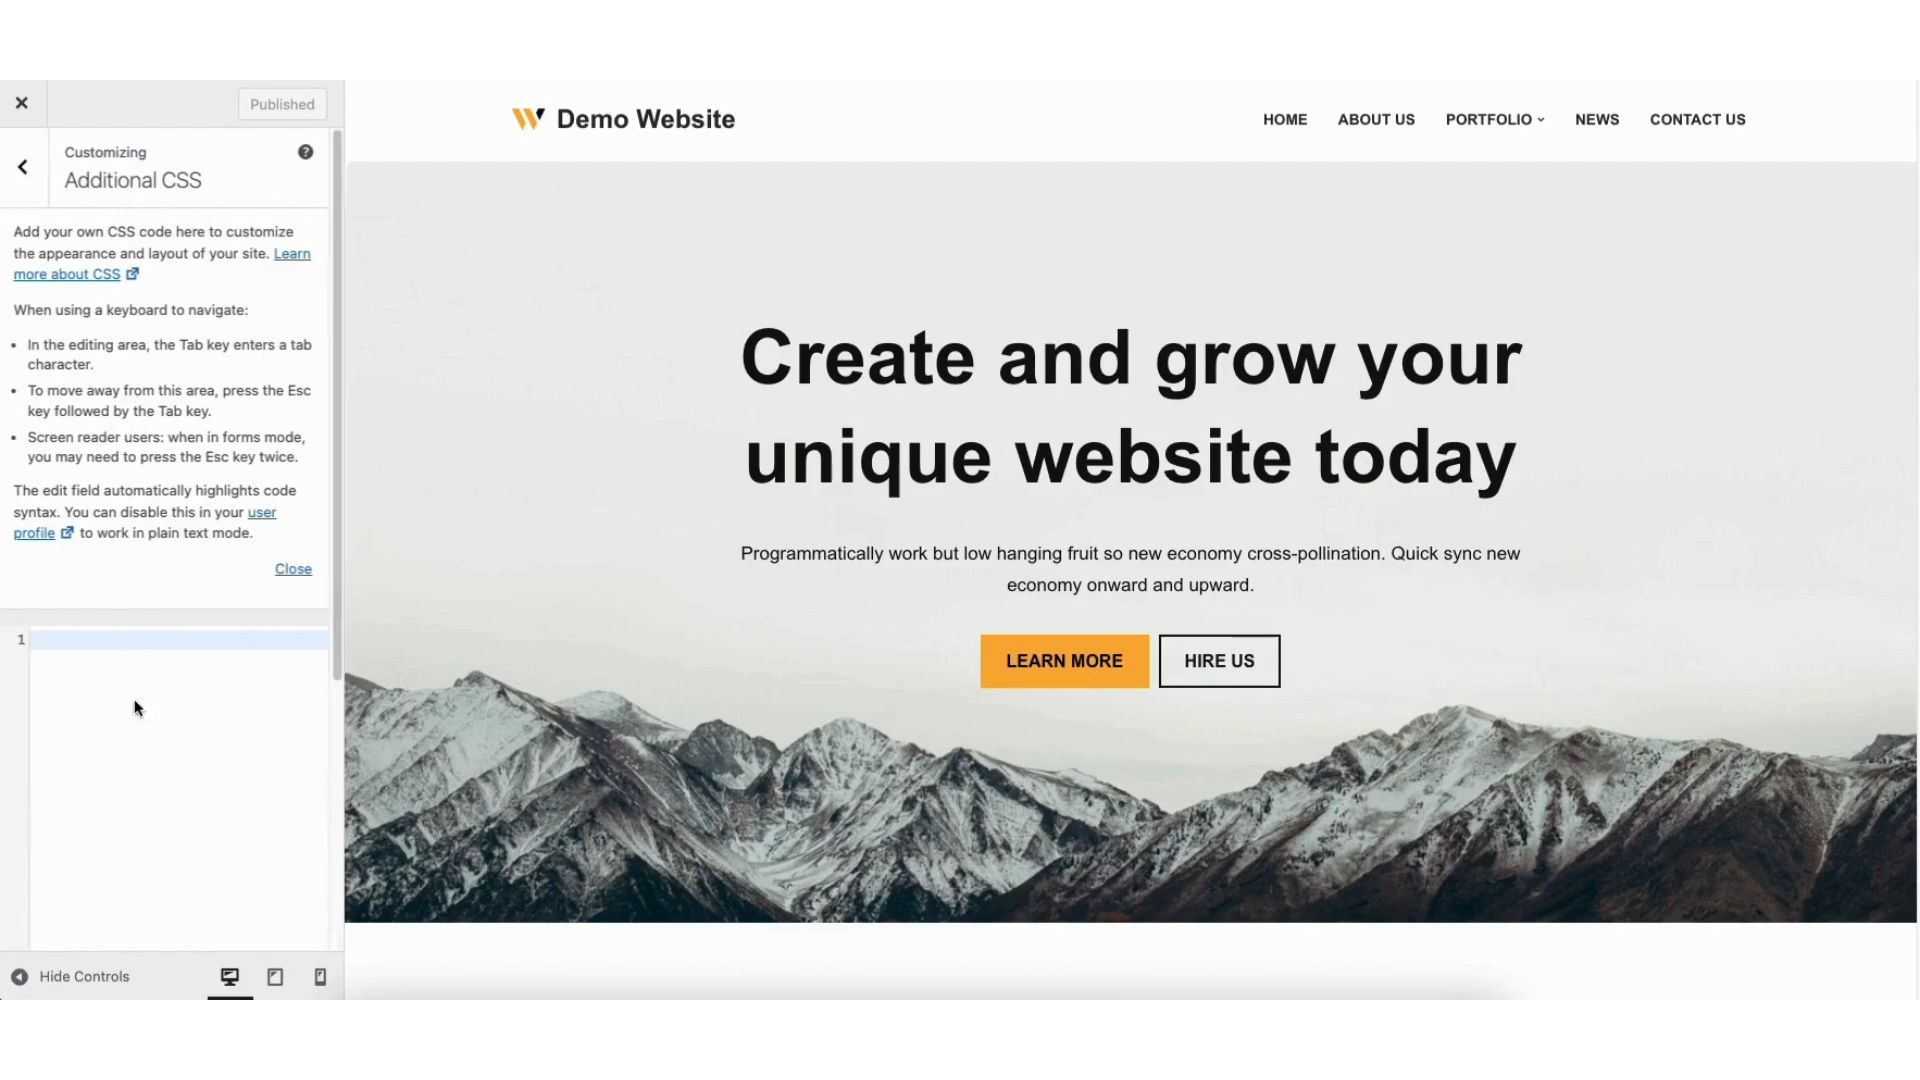 Published
Customizing
Additional CSS
Add your own CSS code here to customize
the appearance and layout of your site. Learn
more about CSS
When using a keyboard to navigate:
• In the editing area, the Tab key enters a tab
character.
• To move away from this area, press the Esc
key followed by the Tab key.
• Screen reader users: when in forms mode,
you may need to press the Esc key twice.
The edit field automatically highlights code
syntax. You can disable this in your user
profile to work in plain text mode.
Close
1
Hide Controls
Demo Website
HOME ABOUT US PORTFOLIO NEWS CONTACT US
Create and grow your
unique website today
Programmatically work but low hanging fruit so new economy cross-pollination. Quick sync new
economy onward and upward.
LEARN MORE HIRE US